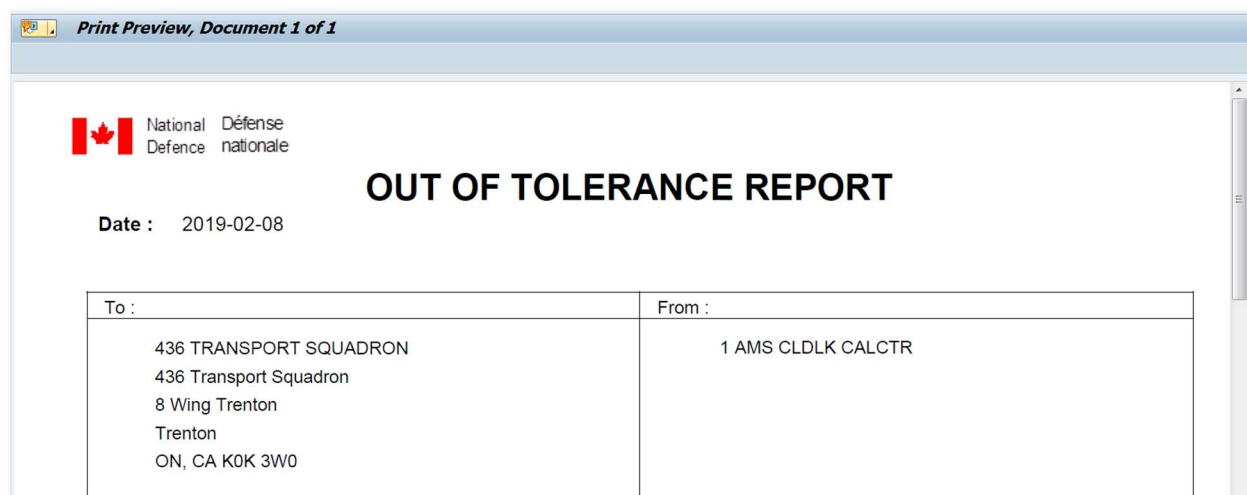 Print Preview, Document 1 of 1
National Défense
Defence nationale
OUT OF TOLERANCE REPORT
Date : 2019-02-08
To : From :
436 TRANSPORT SQUADRON 1 AMS CLDLK CALCTR
436 Transport Squadron
8 Wing Trenton
Trenton
ON, CA K0K 3W0